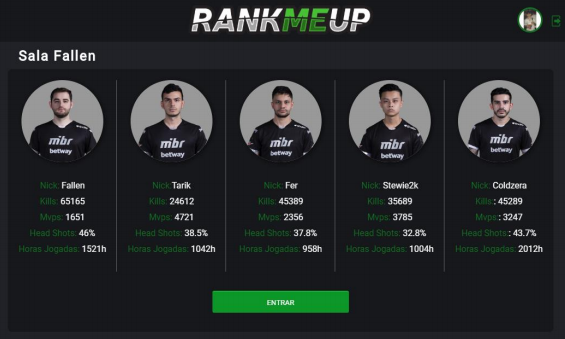 RANKMEUP
Sala Fallen
mibr
betway
mibr
betway
mibr
betway
mibr
betway
mibr
betway
Nick: Fallen
Kills: 65165
Mvps: 1651
Head Shots: 46%
Horas Jogadas: 1521h
Nick: Tarik
Kills: 24612
Mvps: 4721
Head Shots: 38.5%
Horas Jogadas: 1042h
Nick: Fer
Kills: 45389
Mvps: 2356
Head Shots: 37.8%
Horas Jogadas: 958h
Nick: Stewie2k
Kills: 35689
Mvps: 3785
Head Shots: 32.8%
Horas Jogadas: 1004h
Nick: Coldzera
Kills: : 45289
Mvps: : 3247
Head Shots: : 43.7%
Horas Jogadas: 2012h
ENTRAR